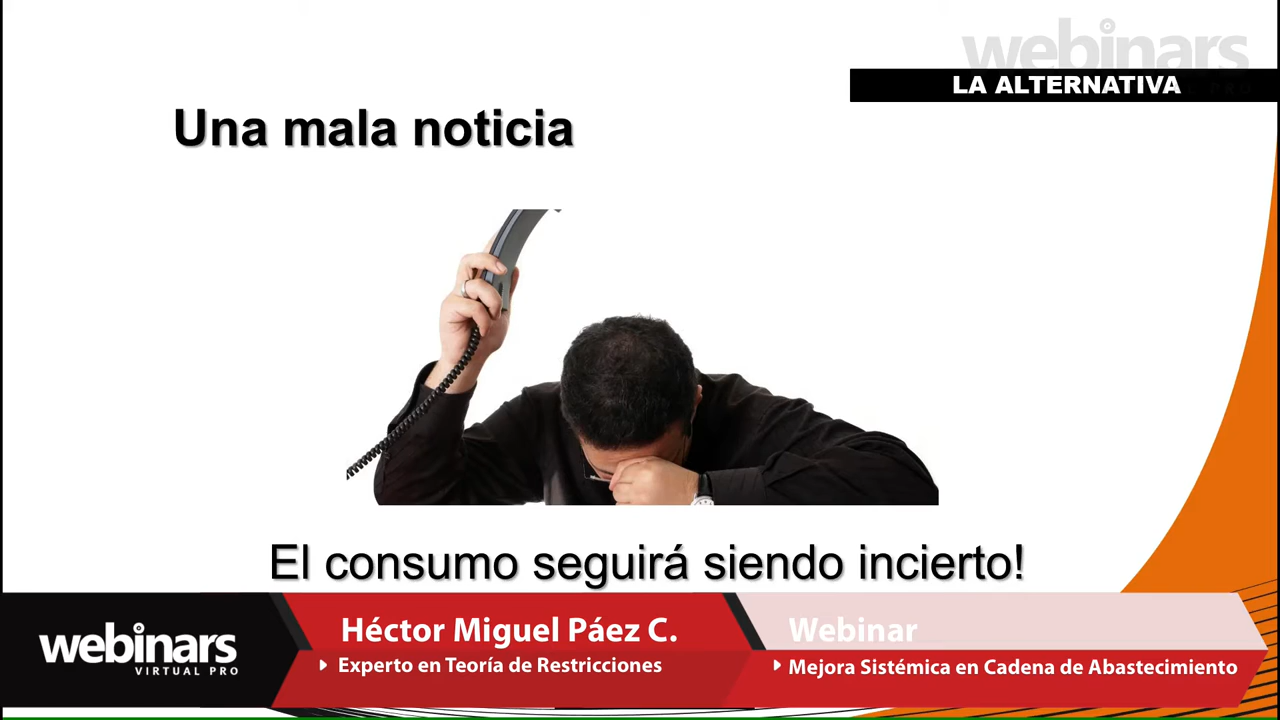 webinars
LA ALTERNATIVA
Una mala noticia
El consumo seguirá siendo incierto!
webinars
VIRTUAL PRO
Héctor Miguel Páez C.
Experto en Teoría de Restricciones
Webinar
Mejora Sistémica en Cadena de Abastecimiento